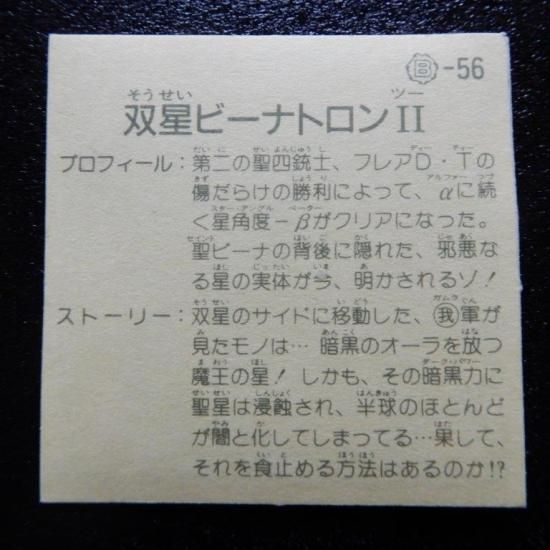 回-56
双星ビーナトロンII
プロフィール：第二の聖四銃士、フレアD・Tの
傷だらけの勝利によって、αに続
く星角度－βがクリアになった。
聖ビーナの背後に隠れた、邪悪な
る星の実体が今、明かされるゾ！
ストーリー：双星のサイドに移動した、我軍が
見たモノは…暗黒のオーラを放つ
魔王の星！しかも、その暗黒力に
聖星は浸蝕され、半球のほとんど
が闇と化してしまってる…果して、
それを食止める方法はあるのか!?